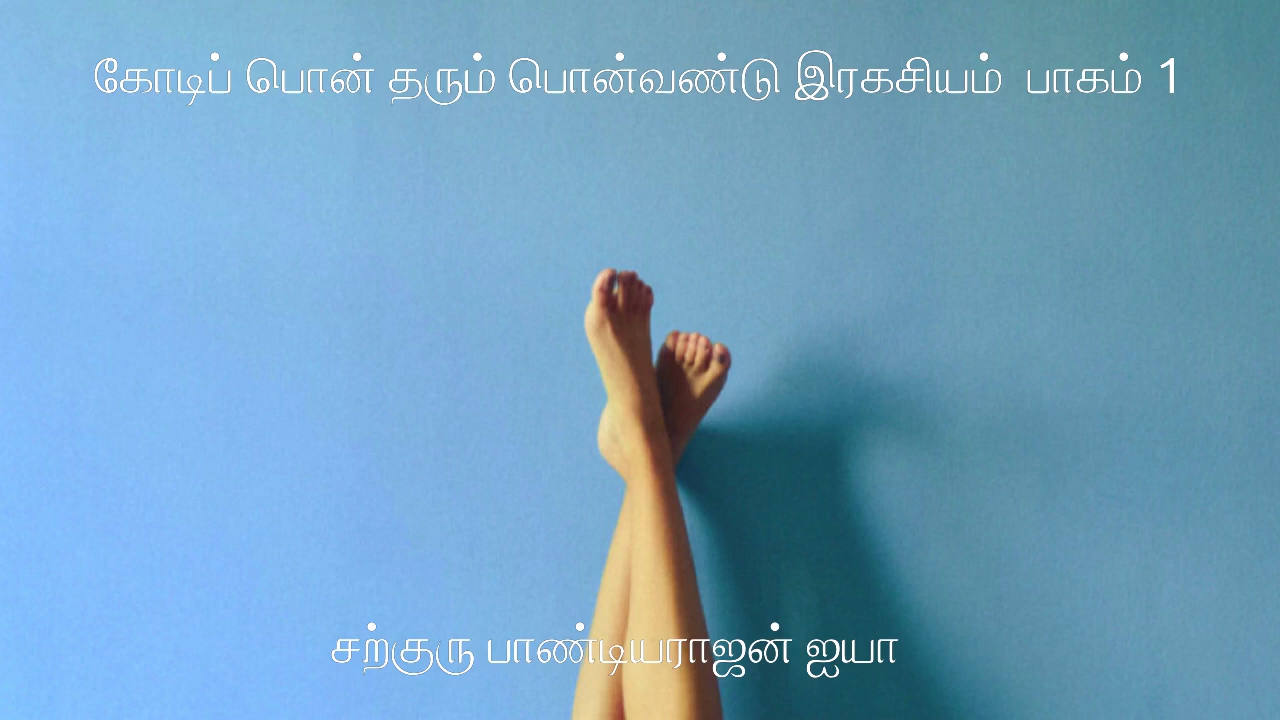 கோடிப் பொன் தரும் பொன்வண்டு இரகசியம் பாகம் 1
சற்குரு பாண்டியராஜன் ஐயா